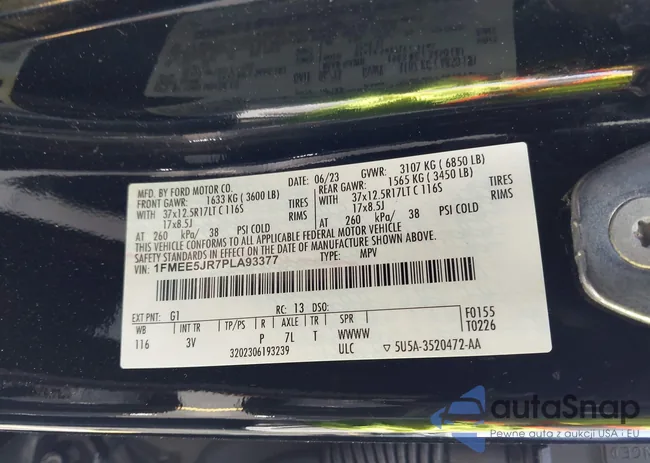 MFD. BY FORD MOTOR CO. DATE: 06/23 GVWR: 3107 KG (6850 LB)
FRONT GAWR: 1633 KG (3600 LB) REAR GAWR: 1565 KG (3450 LB)
WITH 37x12.5R17LT C 116S TIRES WITH 37x12.5R17LT C 116S TIRES
17x8.5J RIMS 17x8.5J RIMS
AT 260 kPa/ 38 PSI COLD AT 260 kPa/ 38 PSI COLD
THIS VEHICLE CONFORMS TO ALL APPLICABLE FEDERAL MOTOR VEHICLE
SAFETY STANDARDS IN EFFECT ON THE DATE OF MANUFACTURE SHOWN ABOVE.
VIN: 1FMEE5JR7PLA93377 TYPE: MPV
EXT PNT: G1 RC: 13 DSO: F0155
WB INT TR TP/PS R AXLE TR SPR T0226
116 3V P 7L T WWWW
3202306193239 ULC ▽ 5U5A-3520472-AA
autaSnap
Pewne auto z aukcji USA i EU